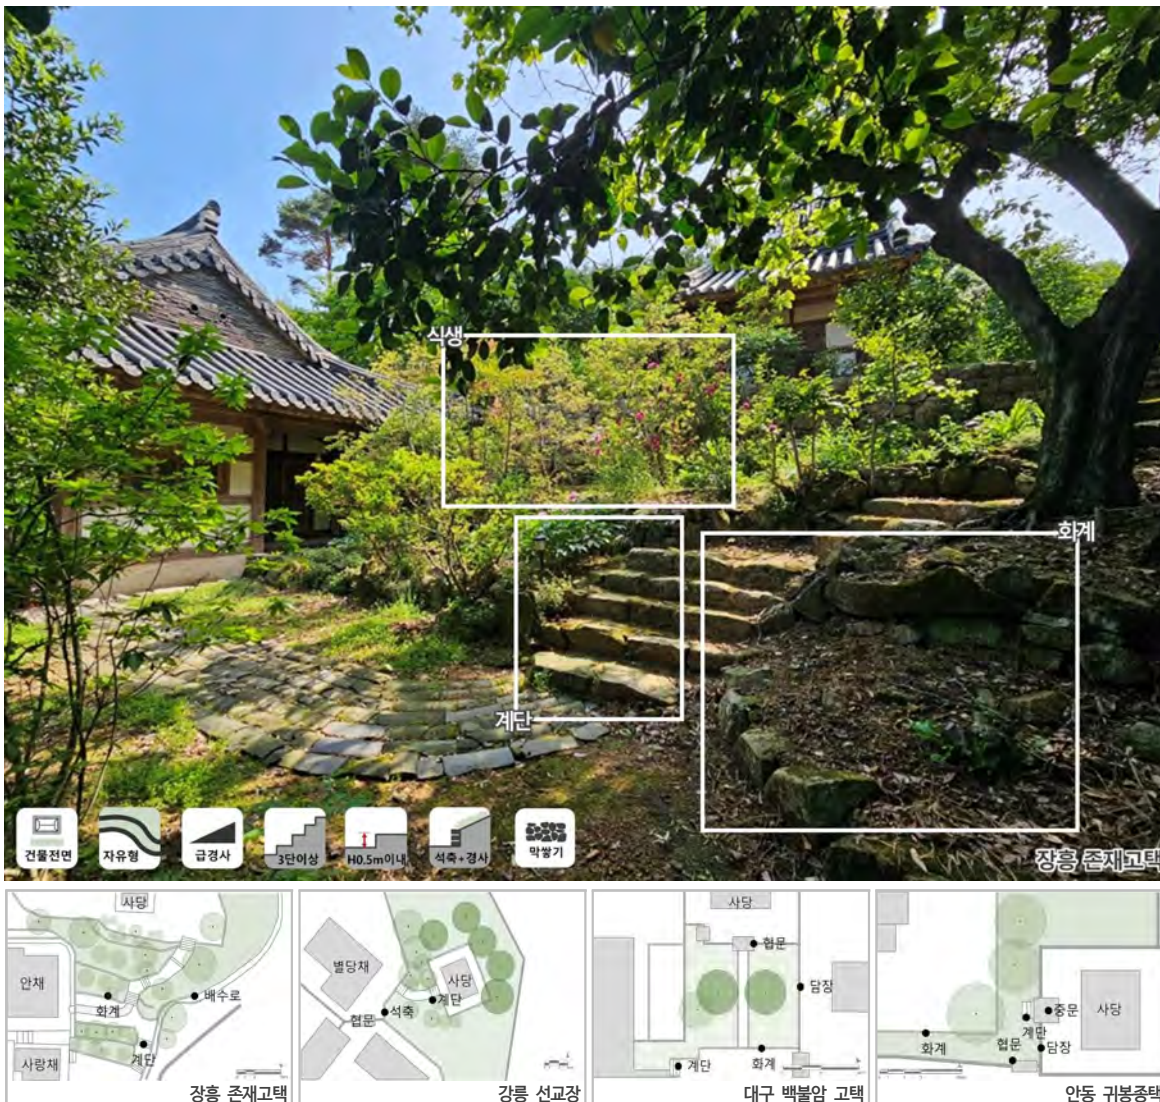 식생
화계
계단
건물전면
자유형
급경사
3단이상
H0.5m이내
석축+경사
막쌓기
장흥 존재고택
사당
안채
화계
배수로
계단
사랑채
장흥 존재고택
별당채
사당
계단
석축
협문
강릉 선교장
사당
협문
담장
계단
화계
대구 백불암 고택
중문
사당
계단
화계
협문
담장
안동 귀봉종택